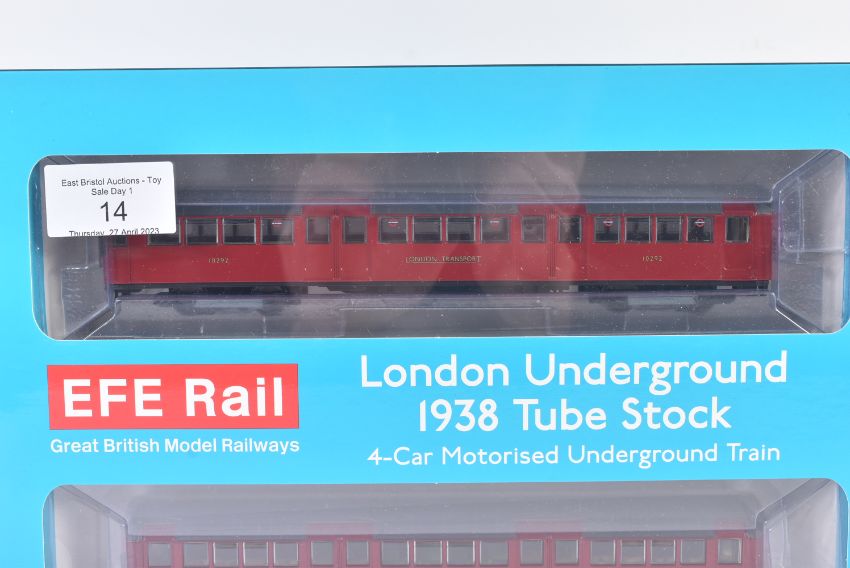 East Bristol Auctions - Toy
Sale Day 1
14
Thursday, 27 April 2023
10292
LONDON TRANSPORT
10292
EFE Rail
Great British Model Railways
London Underground
1938 Tube Stock
4-Car Motorised Underground Train